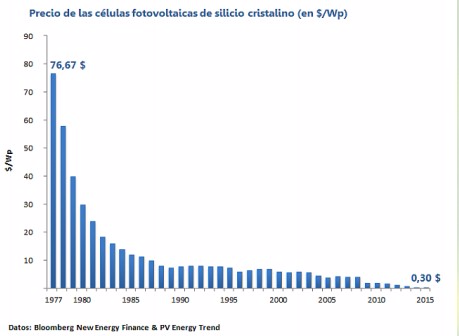 Precio de las células fotovoltaicas de silicio cristalino (en $/Wp)
90
80
76,67 $
70
60
50
$/Wp
40
30
20
10
0,30 $
1977 1980 1985 1990 1995 2000 2005 2010 2015
Datos: Bloomberg New Energy Finance & PV Energy Trend